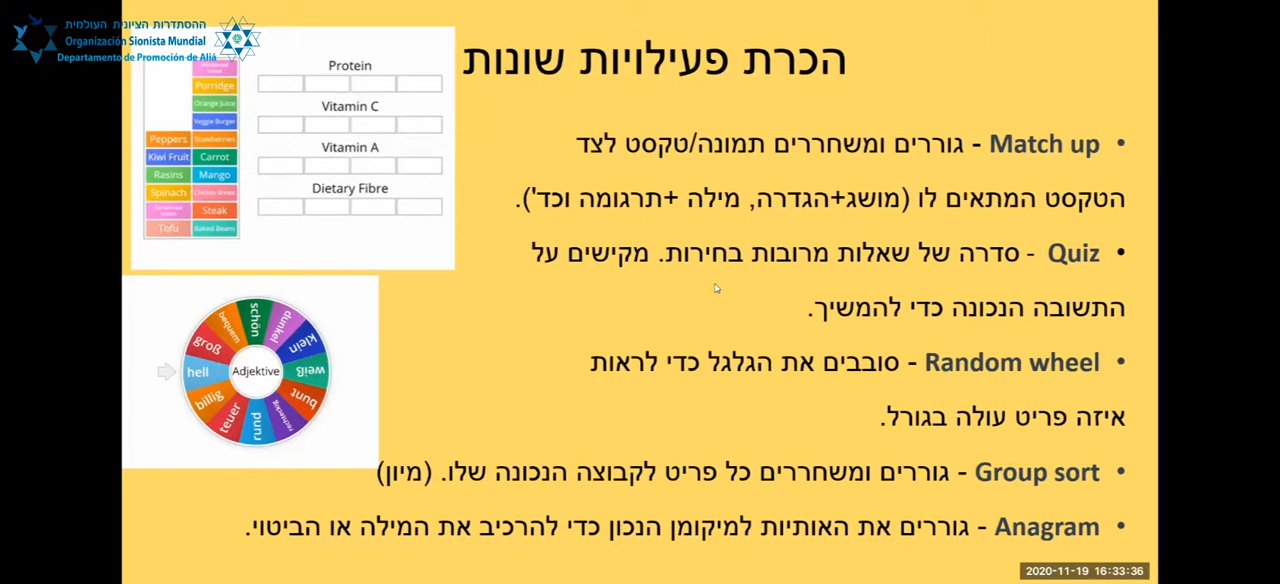 ההסתדרות הציונית העולמית
Organización Sionista Mundial
Departamento de Promoción de Aliá
הכרת פעילויות שונות
• Match up - גוררים ומשחררים תמונה/טקסט לצד
הטקסט המתאים לו (מושג+הגדרה, מילה +תרגומה וכד').
• Quiz - סדרה של שאלות מרובות בחירות. מקישים על
התשובה הנכונה כדי להמשיך.
• Random wheel - סובבים את הגלגל כדי לראות
איזה פריט עולה בגורל.
• Group sort - גוררים ומשחררים כל פריט לקבוצה הנכונה שלו. (מיון)
• Anagram - גוררים את האותיות למיקומן הנכון כדי להרכיב את המילה או הביטוי.
Porridge
Orange Juice
Veggie Burger
Peppers Strawberries
Kiwi Fruit Carrot
Rasins Mango
Spinach Chicken Breast
Steak
Tofu Baked Beans
Protein
Vitamin C
Vitamin A
Dietary Fibre
Adjektive
schön
dunkel
klein
weiß
bunt
rechteckig
rund
teuer
billig
hell
groß
bequem
2020-11-19 16:33:36